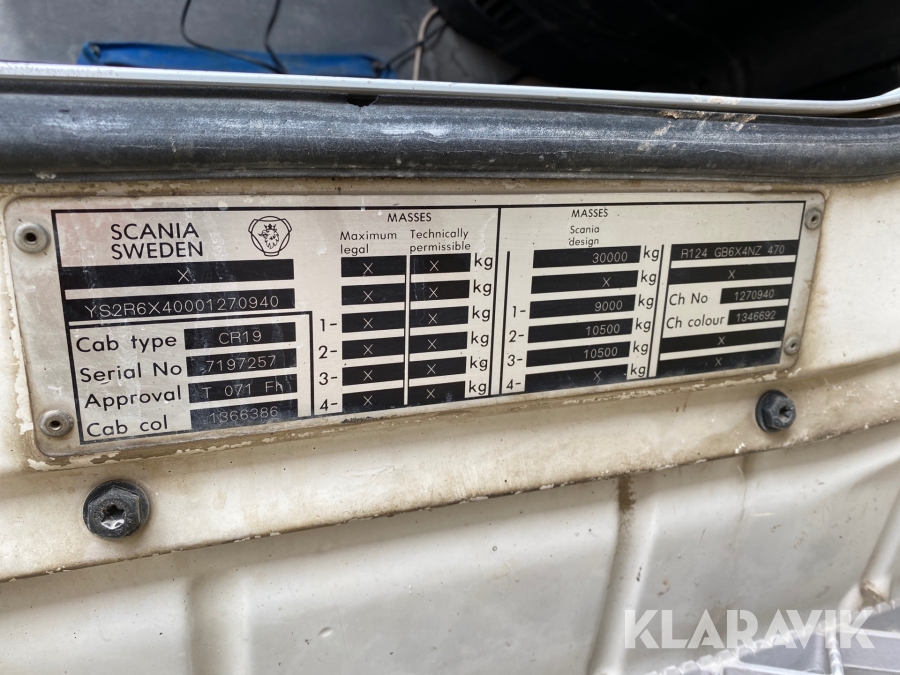 SCANIA
SWEDEN
X
YS2R6X40001270940
Cab type CR19
Serial No 7197257
Approval T 071 Fh
Cab col 1366386
MASSES
Maximum legal
Technically permissible
X X kg
X X kg
1- X X kg
2- X X kg
3- X X kg
4- X X kg
MASSES
Scania design
30000 kg
1- 9000 kg
2- 10500 kg
3- 10500 kg
4- X kg
R124 GB6X4NZ 470
X
Ch No 1270940
Ch colour 1346692
X
X
KLARAVIK